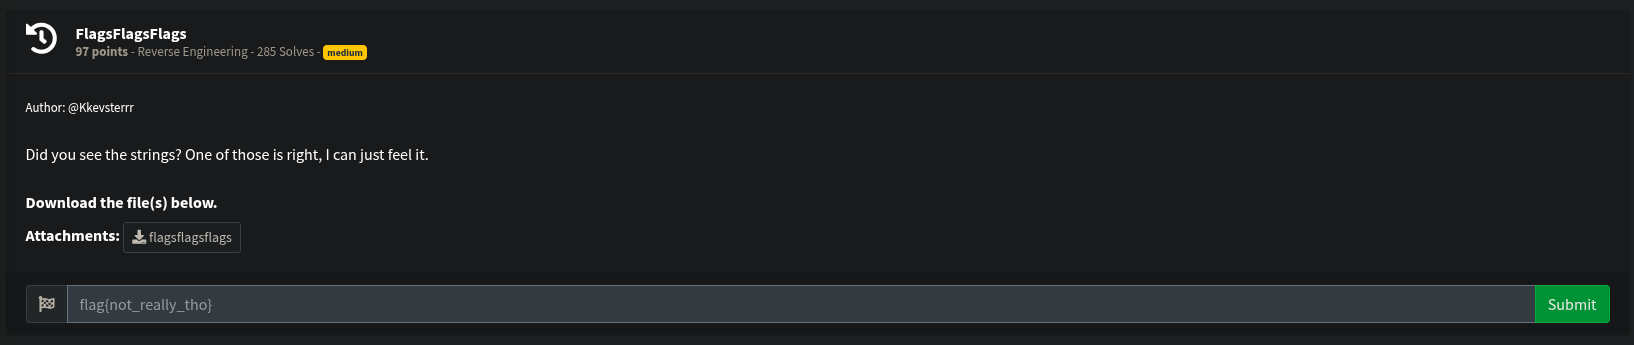 FlagsFlagsFlags
97 points - Reverse Engineering - 285 Solves - medium
Author: @Kkevsterrr
Did you see the strings? One of those is right, I can just feel it.
Download the file(s) below.
Attachments: flagsflagsflags
flag{not_really_tho} Submit